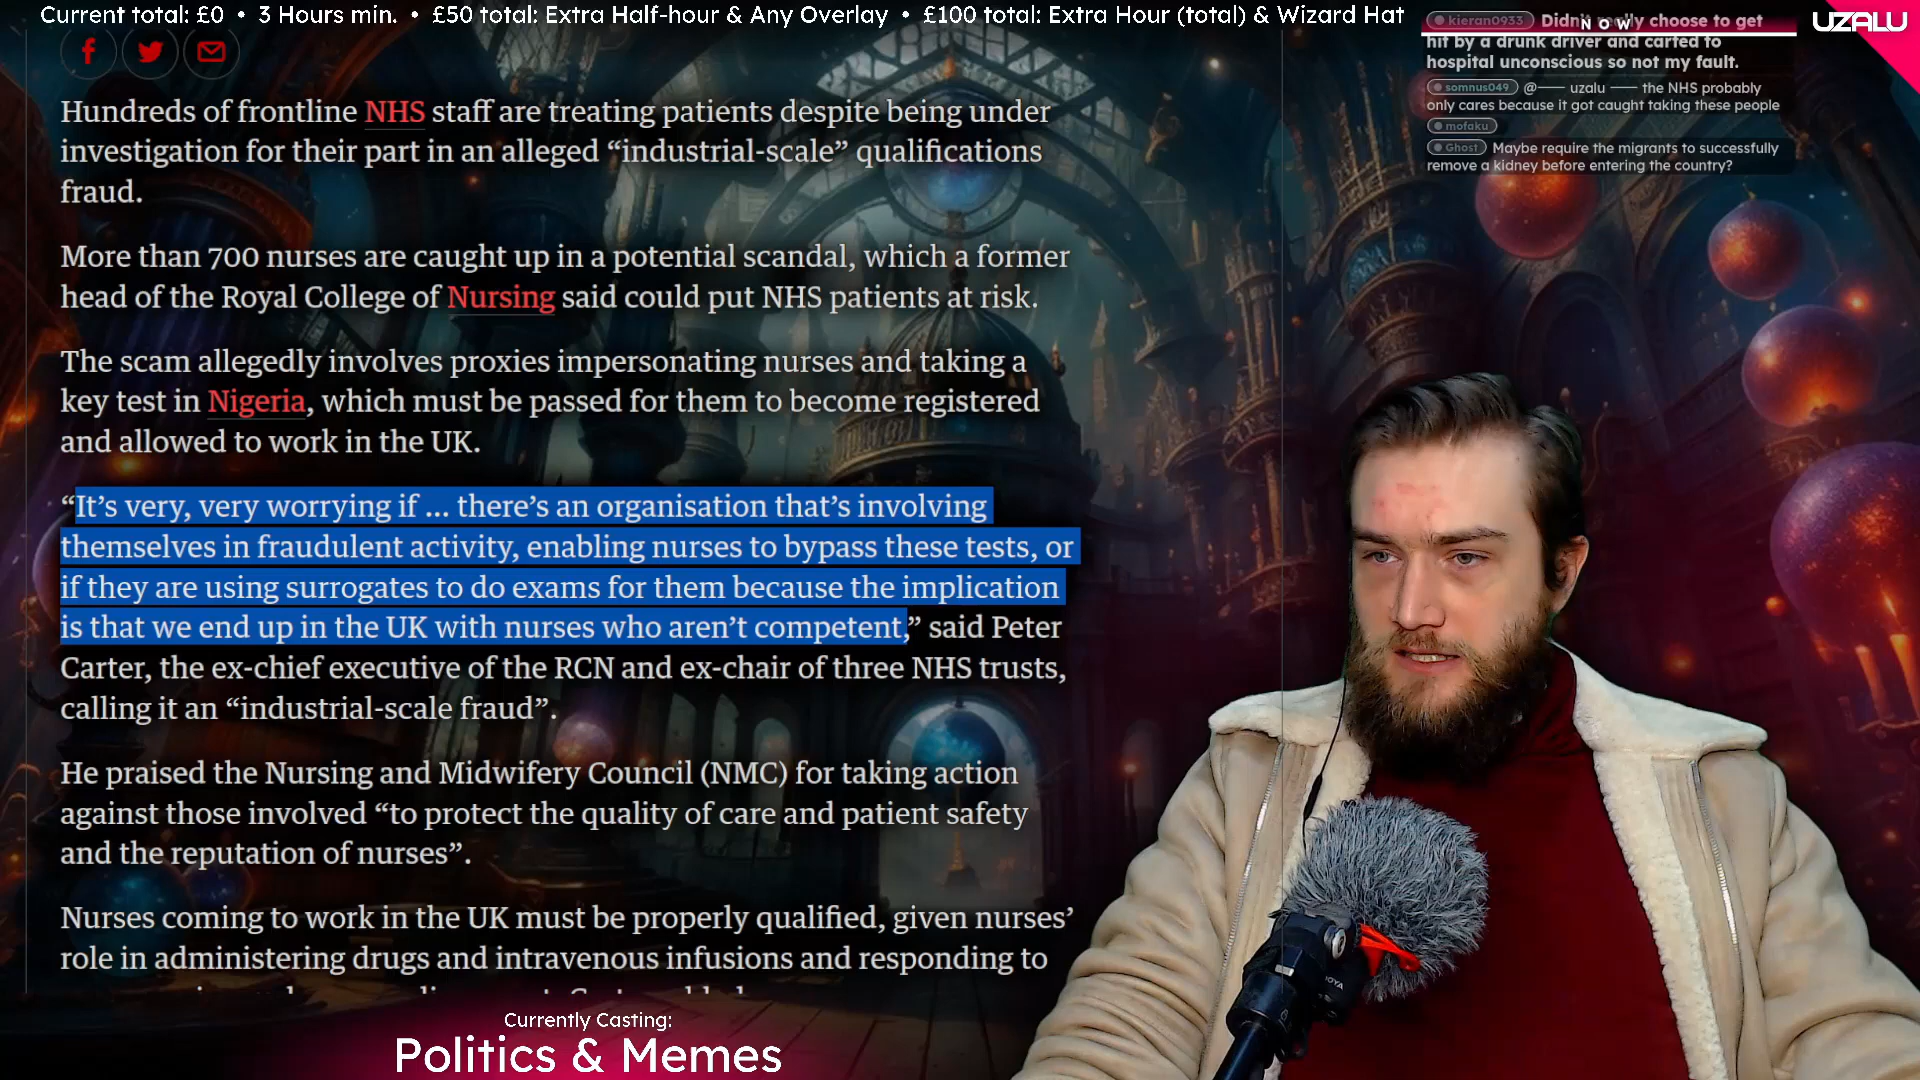 Current total: £0 • 3 Hours min. • £50 total: Extra Half-hour & Any Overlay • £100 total: Extra Hour (total) & Wizard Hat
NOW
UZALU
kieran0933 Didn't really choose to get
hit by a drunk driver and carted to
hospital unconscious so not my fault.
somnus049 @—— uzalu —— the NHS probably
only cares because it got caught taking these people
mofaku
Ghost Maybe require the migrants to successfully
remove a kidney before entering the country?
Hundreds of frontline NHS staff are treating patients despite being under
investigation for their part in an alleged “industrial-scale” qualifications
fraud.
More than 700 nurses are caught up in a potential scandal, which a former
head of the Royal College of Nursing said could put NHS patients at risk.
The scam allegedly involves proxies impersonating nurses and taking a
key test in Nigeria, which must be passed for them to become registered
and allowed to work in the UK.
“It’s very, very worrying if … there’s an organisation that’s involving
themselves in fraudulent activity, enabling nurses to bypass these tests, or
if they are using surrogates to do exams for them because the implication
is that we end up in the UK with nurses who aren’t competent,” said Peter
Carter, the ex-chief executive of the RCN and ex-chair of three NHS trusts,
calling it an “industrial-scale fraud”.
He praised the Nursing and Midwifery Council (NMC) for taking action
against those involved “to protect the quality of care and patient safety
and the reputation of nurses”.
Nurses coming to work in the UK must be properly qualified, given nurses’
role in administering drugs and intravenous infusions and responding to
Currently Casting:
Politics & Memes